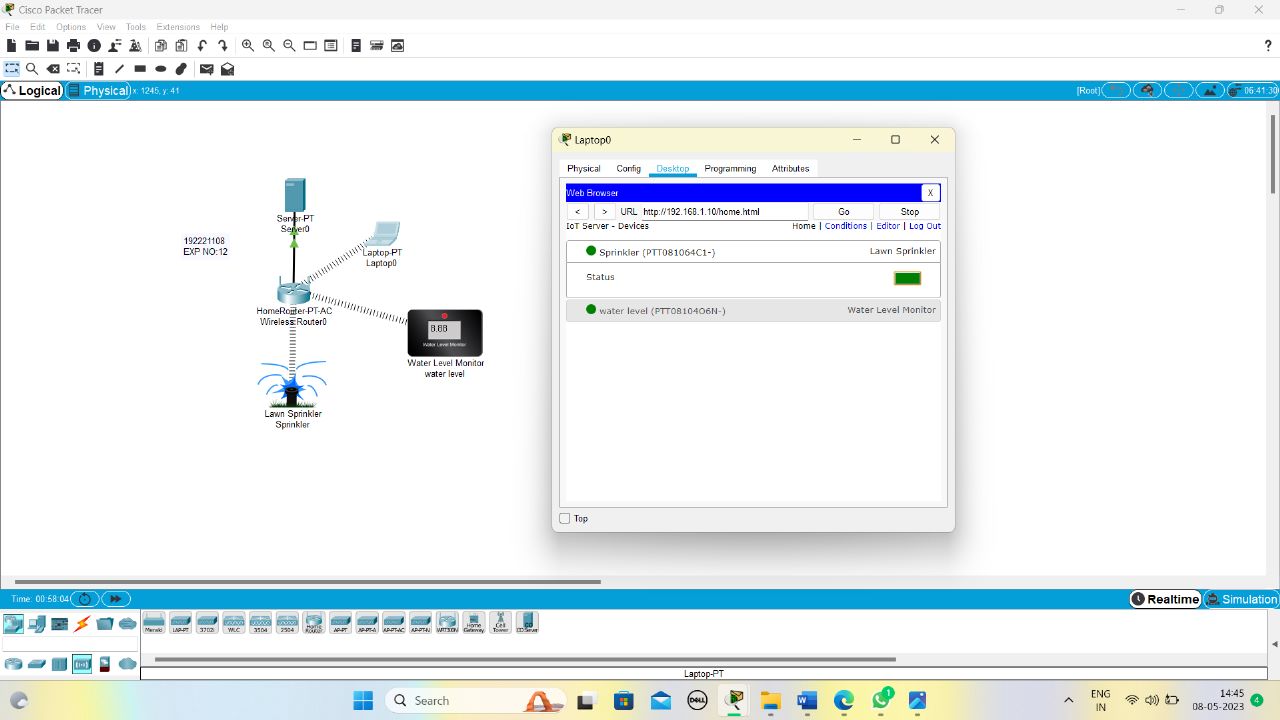 Cisco Packet Tracer
File Edit Options View Tools Extensions Help
?
Logical Physical x: 1245, y: 41 [Root] 06:41:30
Server-PT
Server0
192221108
EXP NO:12
Laptop-PT
Laptop0
HomeRouter-PT-AC
Wireless Router0
Water Level Monitor
Water Level Monitor
water level
Lawn Sprinkler
Sprinkler
Laptop0
Physical Config Desktop Programming Attributes
Web Browser X
< > URL http://192.168.1.10/home.html Go Stop
IoT Server - Devices Home | Conditions | Editor | Log Out
Sprinkler (PTT081064C1-) Lawn Sprinkler
Status
water level (PTT08104O6N-) Water Level Monitor
Top
Time: 00:58:04 Realtime Simulation
Meraki LAP-PT 3702i WLC 3504 2504 Home Router AP-PT AP-PT-A AP-PT-AC AP-PT-N WRT300N Home Gateway Cell Tower CO Server
Laptop-PT
Search DELL 1 ENG IN 14:45 08-05-2023 4